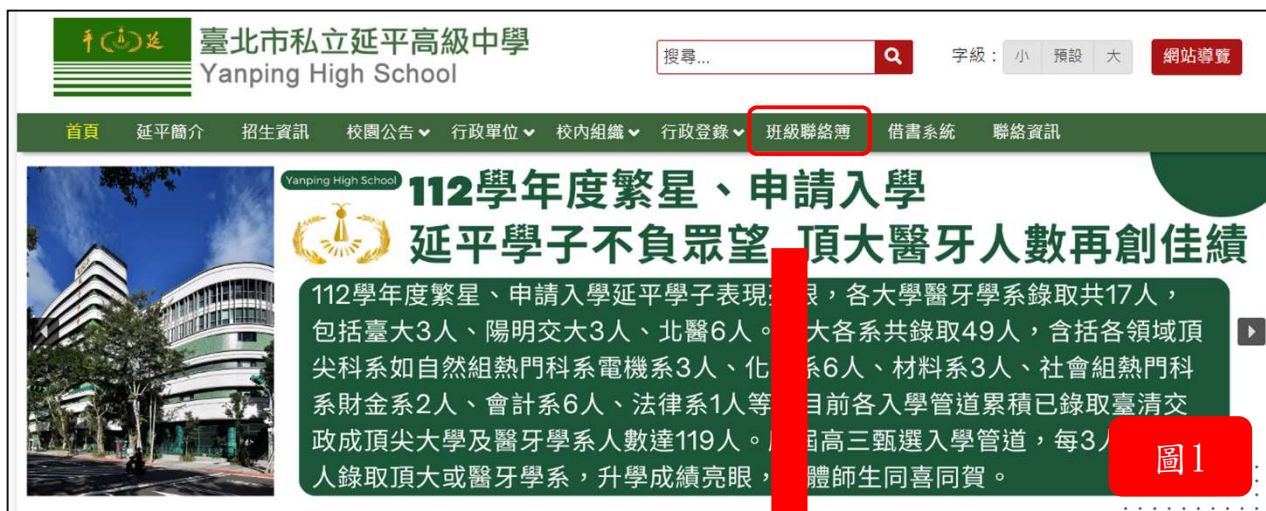 平 延
臺北市私立延平高級中學
Yanping High School
搜尋...
字級： 小 預設 大
網站導覽
首頁 延平簡介 招生資訊 校園公告 行政單位 校內組織 行政登錄 班級聯絡簿 借書系統 聯絡資訊
Yanping High School
112學年度繁星、申請入學
延平學子不負眾望 頂大醫牙人數再創佳績
112學年度繁星、申請入學延平學子表現 ，各大學醫牙學系錄取共17人，
包括臺大3人、陽明交大3人、北醫6人。 大各系共錄取49人，含括各領域頂
尖科系如自然組熱門科系電機系3人、化 系6人、材料系3人、社會組熱門科
系財金系2人、會計系6人、法律系1人等 目前各入學管道累積已錄取臺清交
政成頂尖大學及醫牙學系人數達119人。 屆高三甄選入學管道，每3人
人錄取頂大或醫牙學系，升學成績亮眼， 體師生同喜同賀。
圖1